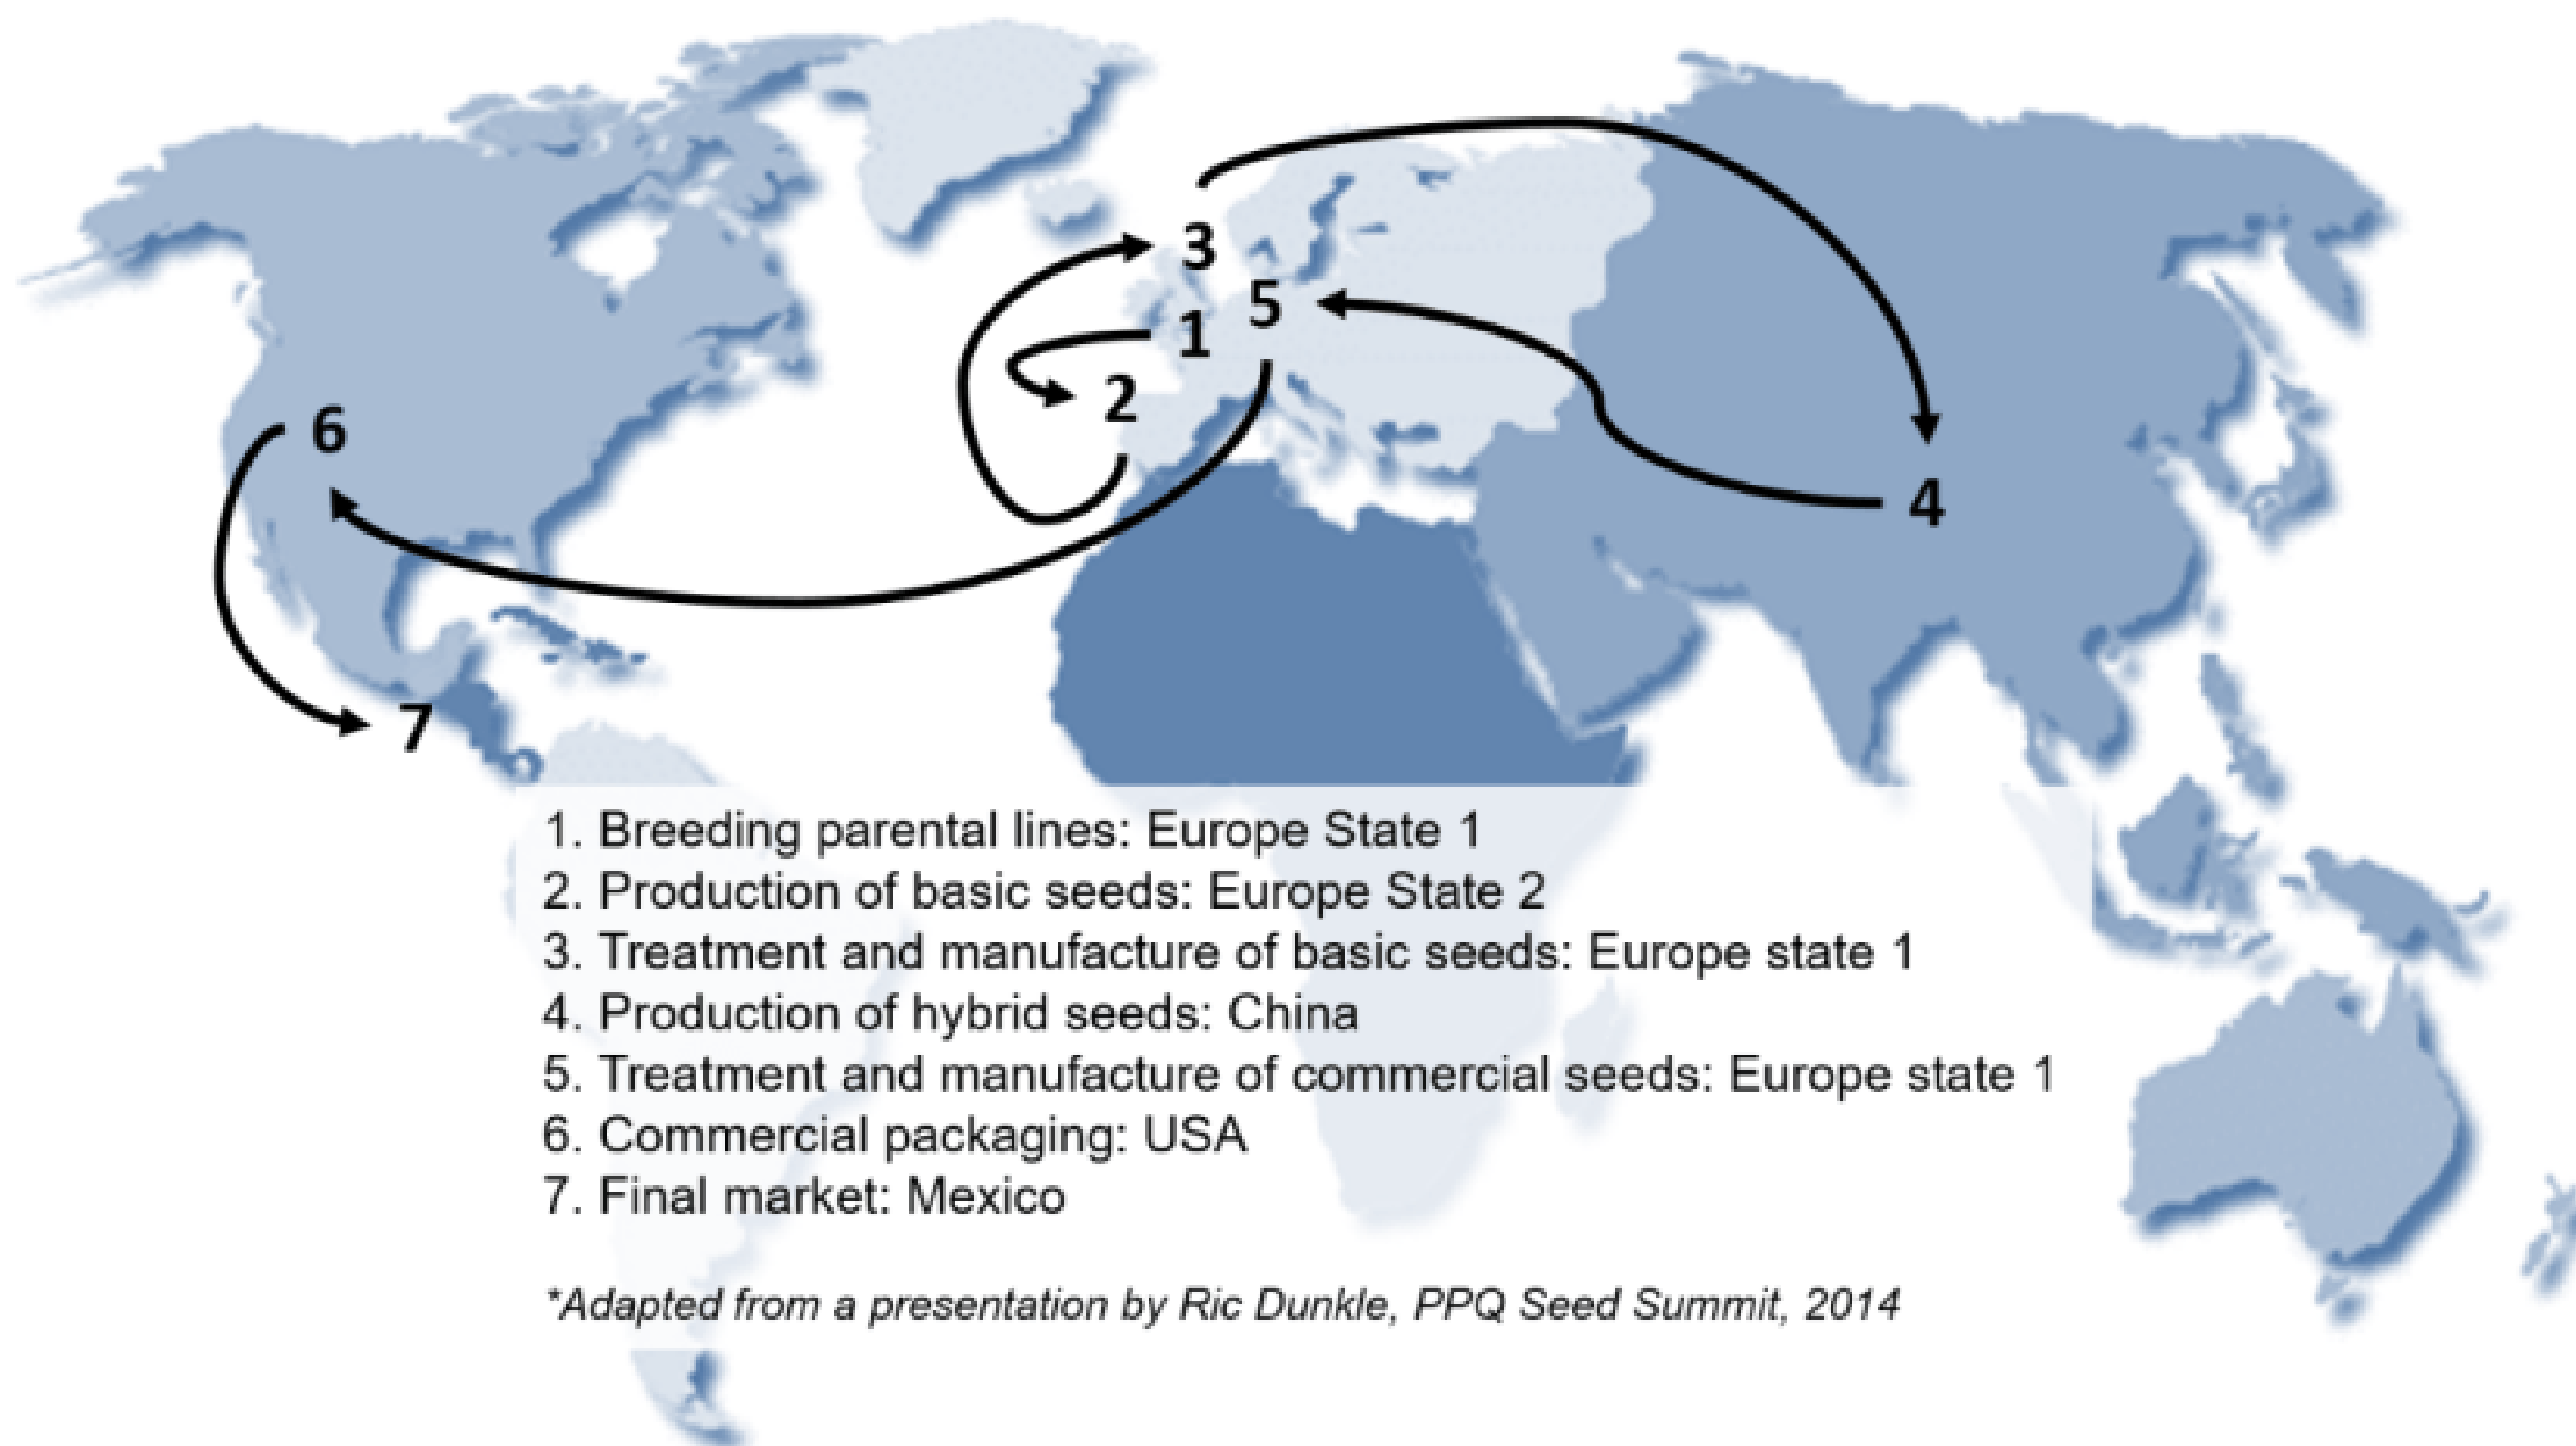 3
5
1
2
6
4
7
1. Breeding parental lines: Europe State 1
2. Production of basic seeds: Europe State 2
3. Treatment and manufacture of basic seeds: Europe state 1
4. Production of hybrid seeds: China
5. Treatment and manufacture of commercial seeds: Europe state 1
6. Commercial packaging: USA
7. Final market: Mexico
*Adapted from a presentation by Ric Dunkle, PPQ Seed Summit, 2014